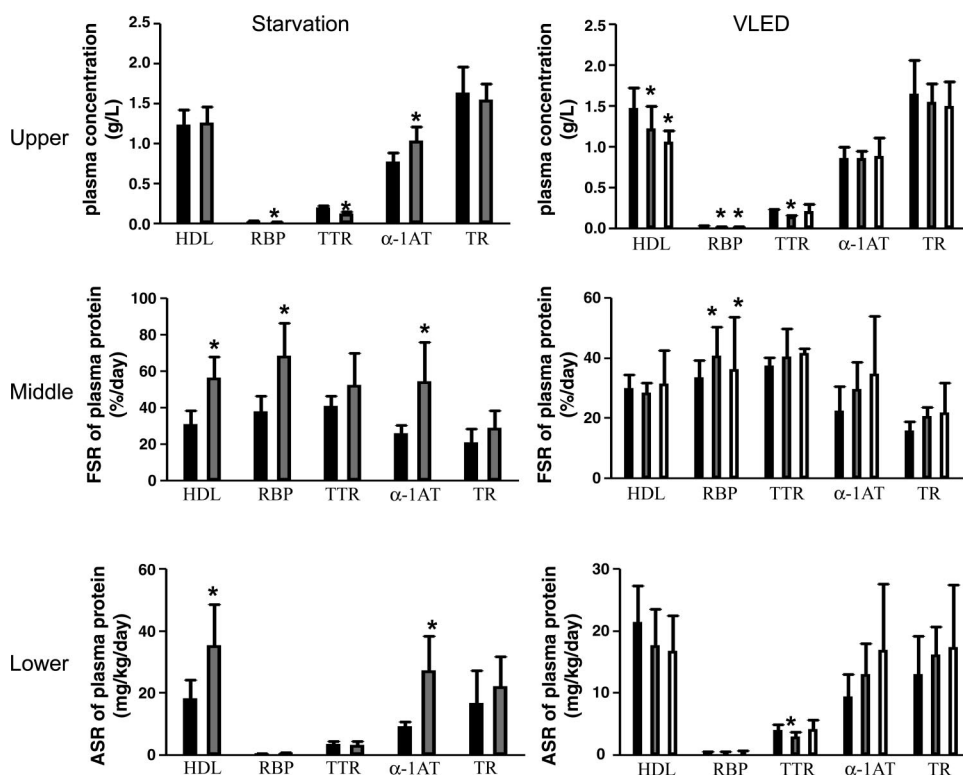 Starvation
VLED
Upper
plasma concentration
(g/L)
2.5
2.0
1.5
1.0
0.5
0.0
*
*
*
HDL RBP TTR α-1AT TR
plasma concentration
(g/L)
2.5
2.0
1.5
1.0
0.5
0
*
*
* *
*
HDL RBP TTR α-1AT TR
Middle
FSR of plasma protein
(%/day)
100
80
60
40
20
0
*
*
*
HDL RBP TTR α-1AT TR
FSR of plasma protein
(%/day)
60
40
20
0
* *
HDL RBP TTR α-1AT TR
Lower
ASR of plasma protein
(mg/kg/day)
60
40
20
0
*
*
HDL RBP TTR α-1AT TR
ASR of plasma protein
(mg/kg/day)
30
20
10
0
*
HDL RBP TTR α-1AT TR